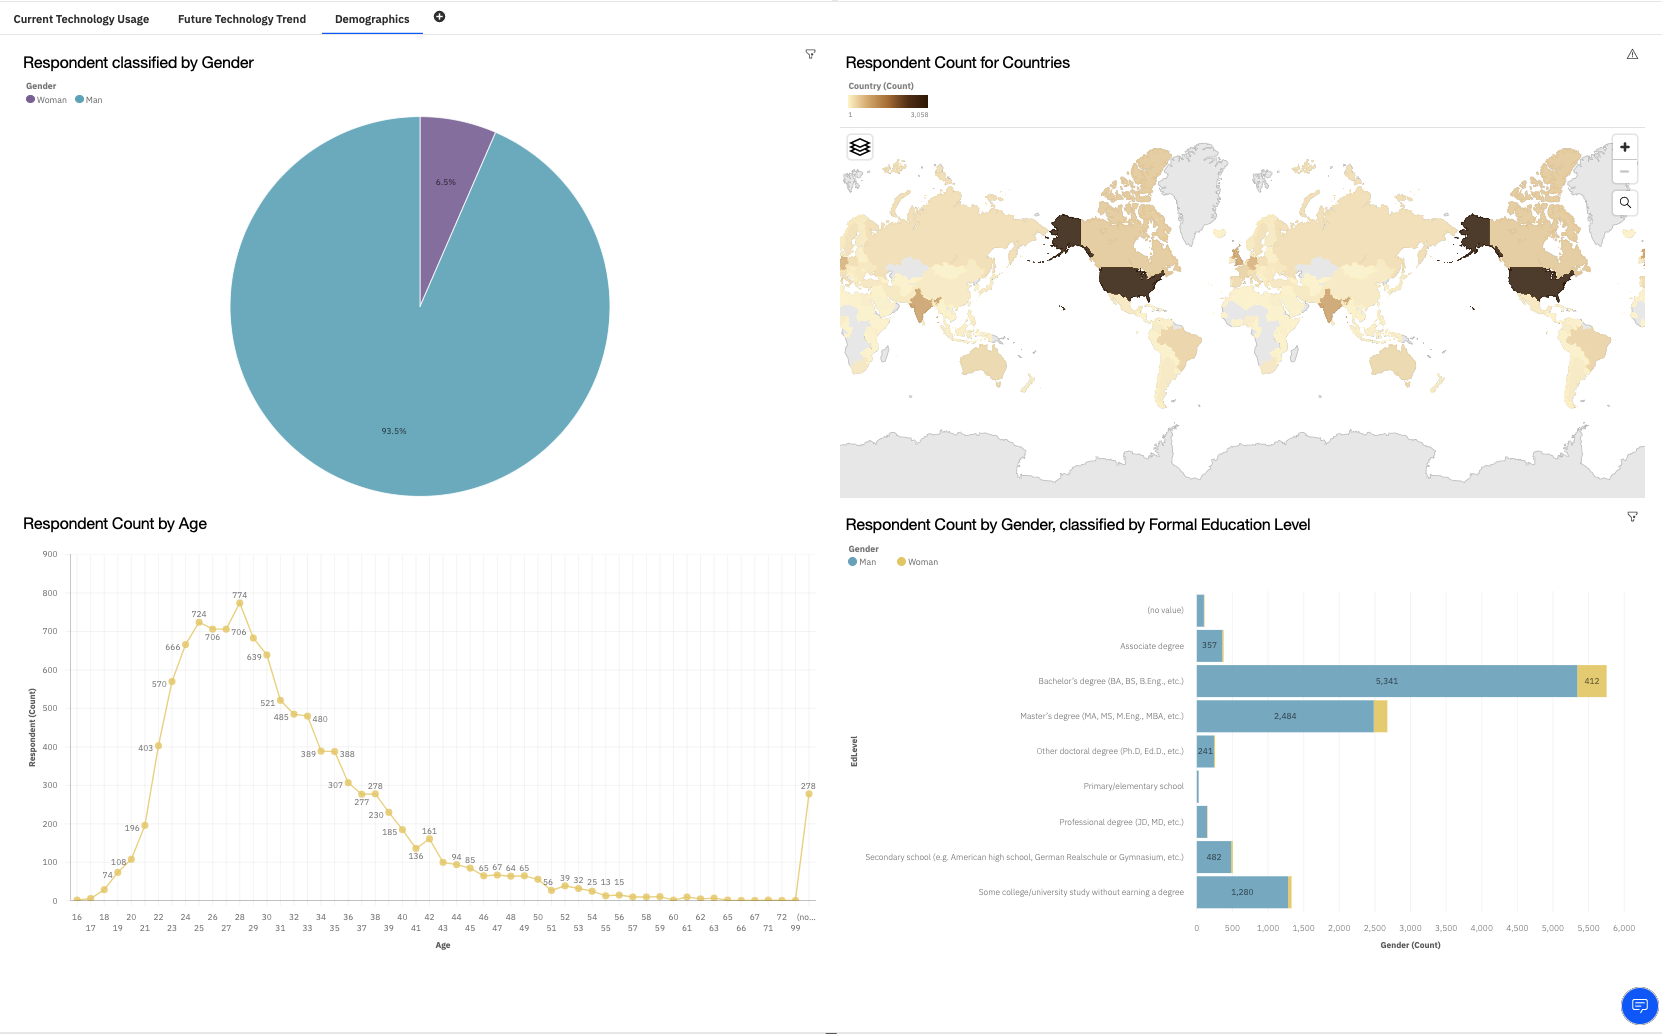 Current Technology Usage
Future Technology Trend
Demographics
Respondent classified by Gender
Gender
Woman
Man
6.5%
93.5%
Respondent Count for Countries
Country (Count)
1
3,058
Respondent Count by Age
Respondent (Count)
900
800
700
600
500
400
300
200
100
0
74
108
196
403
570
666
724
706
706
774
639
521
485
480
389
388
307
277
278
230
185
136
161
94
85
65
67
64
65
56
39
32
25
13
15
278
16 18 20 22 24 26 28 30 32 34 36 38 40 42 44 46 48 50 52 54 56 58 60 62 65 67 72 (no...
17 19 21 23 25 27 29 31 33 35 37 39 41 43 45 47 49 51 53 55 57 59 61 63 66 71 99
Age
Respondent Count by Gender, classified by Formal Education Level
Gender
Man
Woman
EdLevel
(no value)
Associate degree
357
Bachelor's degree (BA, BS, B.Eng., etc.)
5,341
412
Master's degree (MA, MS, M.Eng., MBA, etc.)
2,484
Other doctoral degree (Ph.D, Ed.D., etc.)
241
Primary/elementary school
Professional degree (JD, MD, etc.)
Secondary school (e.g. American high school, German Realschule or Gymnasium, etc.)
482
Some college/university study without earning a degree
1,280
0 500 1,000 1,500 2,000 2,500 3,000 3,500 4,000 4,500 5,000 5,500 6,000
Gender (Count)